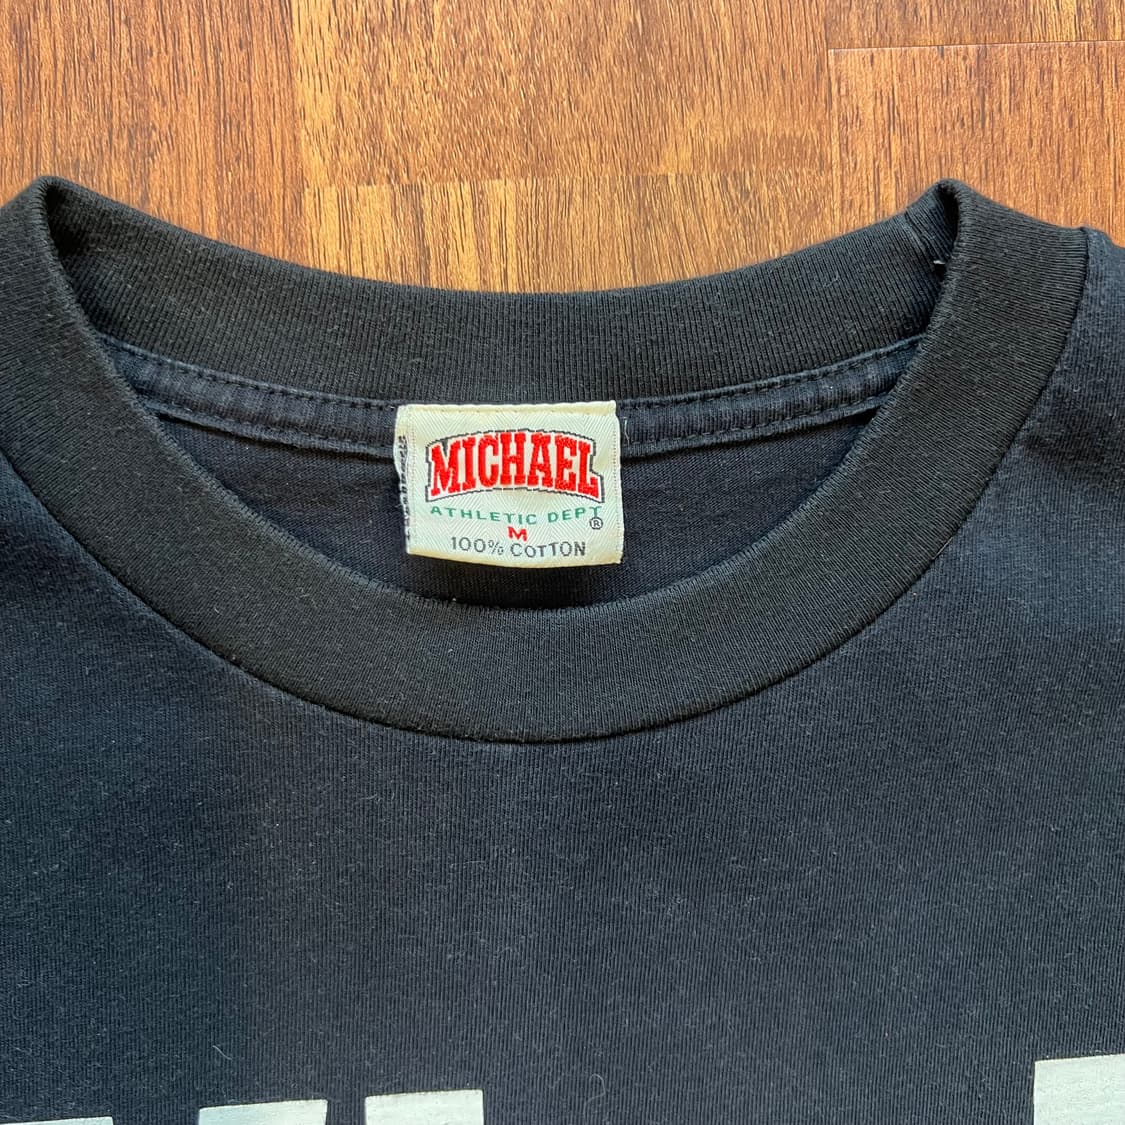 MICHAEL
ATHLETIC DEPT
®
M
100% COTTON